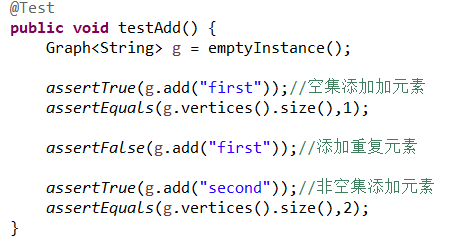 @Test
public void testAdd() {
    Graph<String> g = emptyInstance();

    assertTrue(g.add("first"));//空集添加加元素
    assertEquals(g.vertices().size(),1);

    assertFalse(g.add("first"));//添加重复元素

    assertTrue(g.add("second"));//非空集添加元素
    assertEquals(g.vertices().size(),2);
}